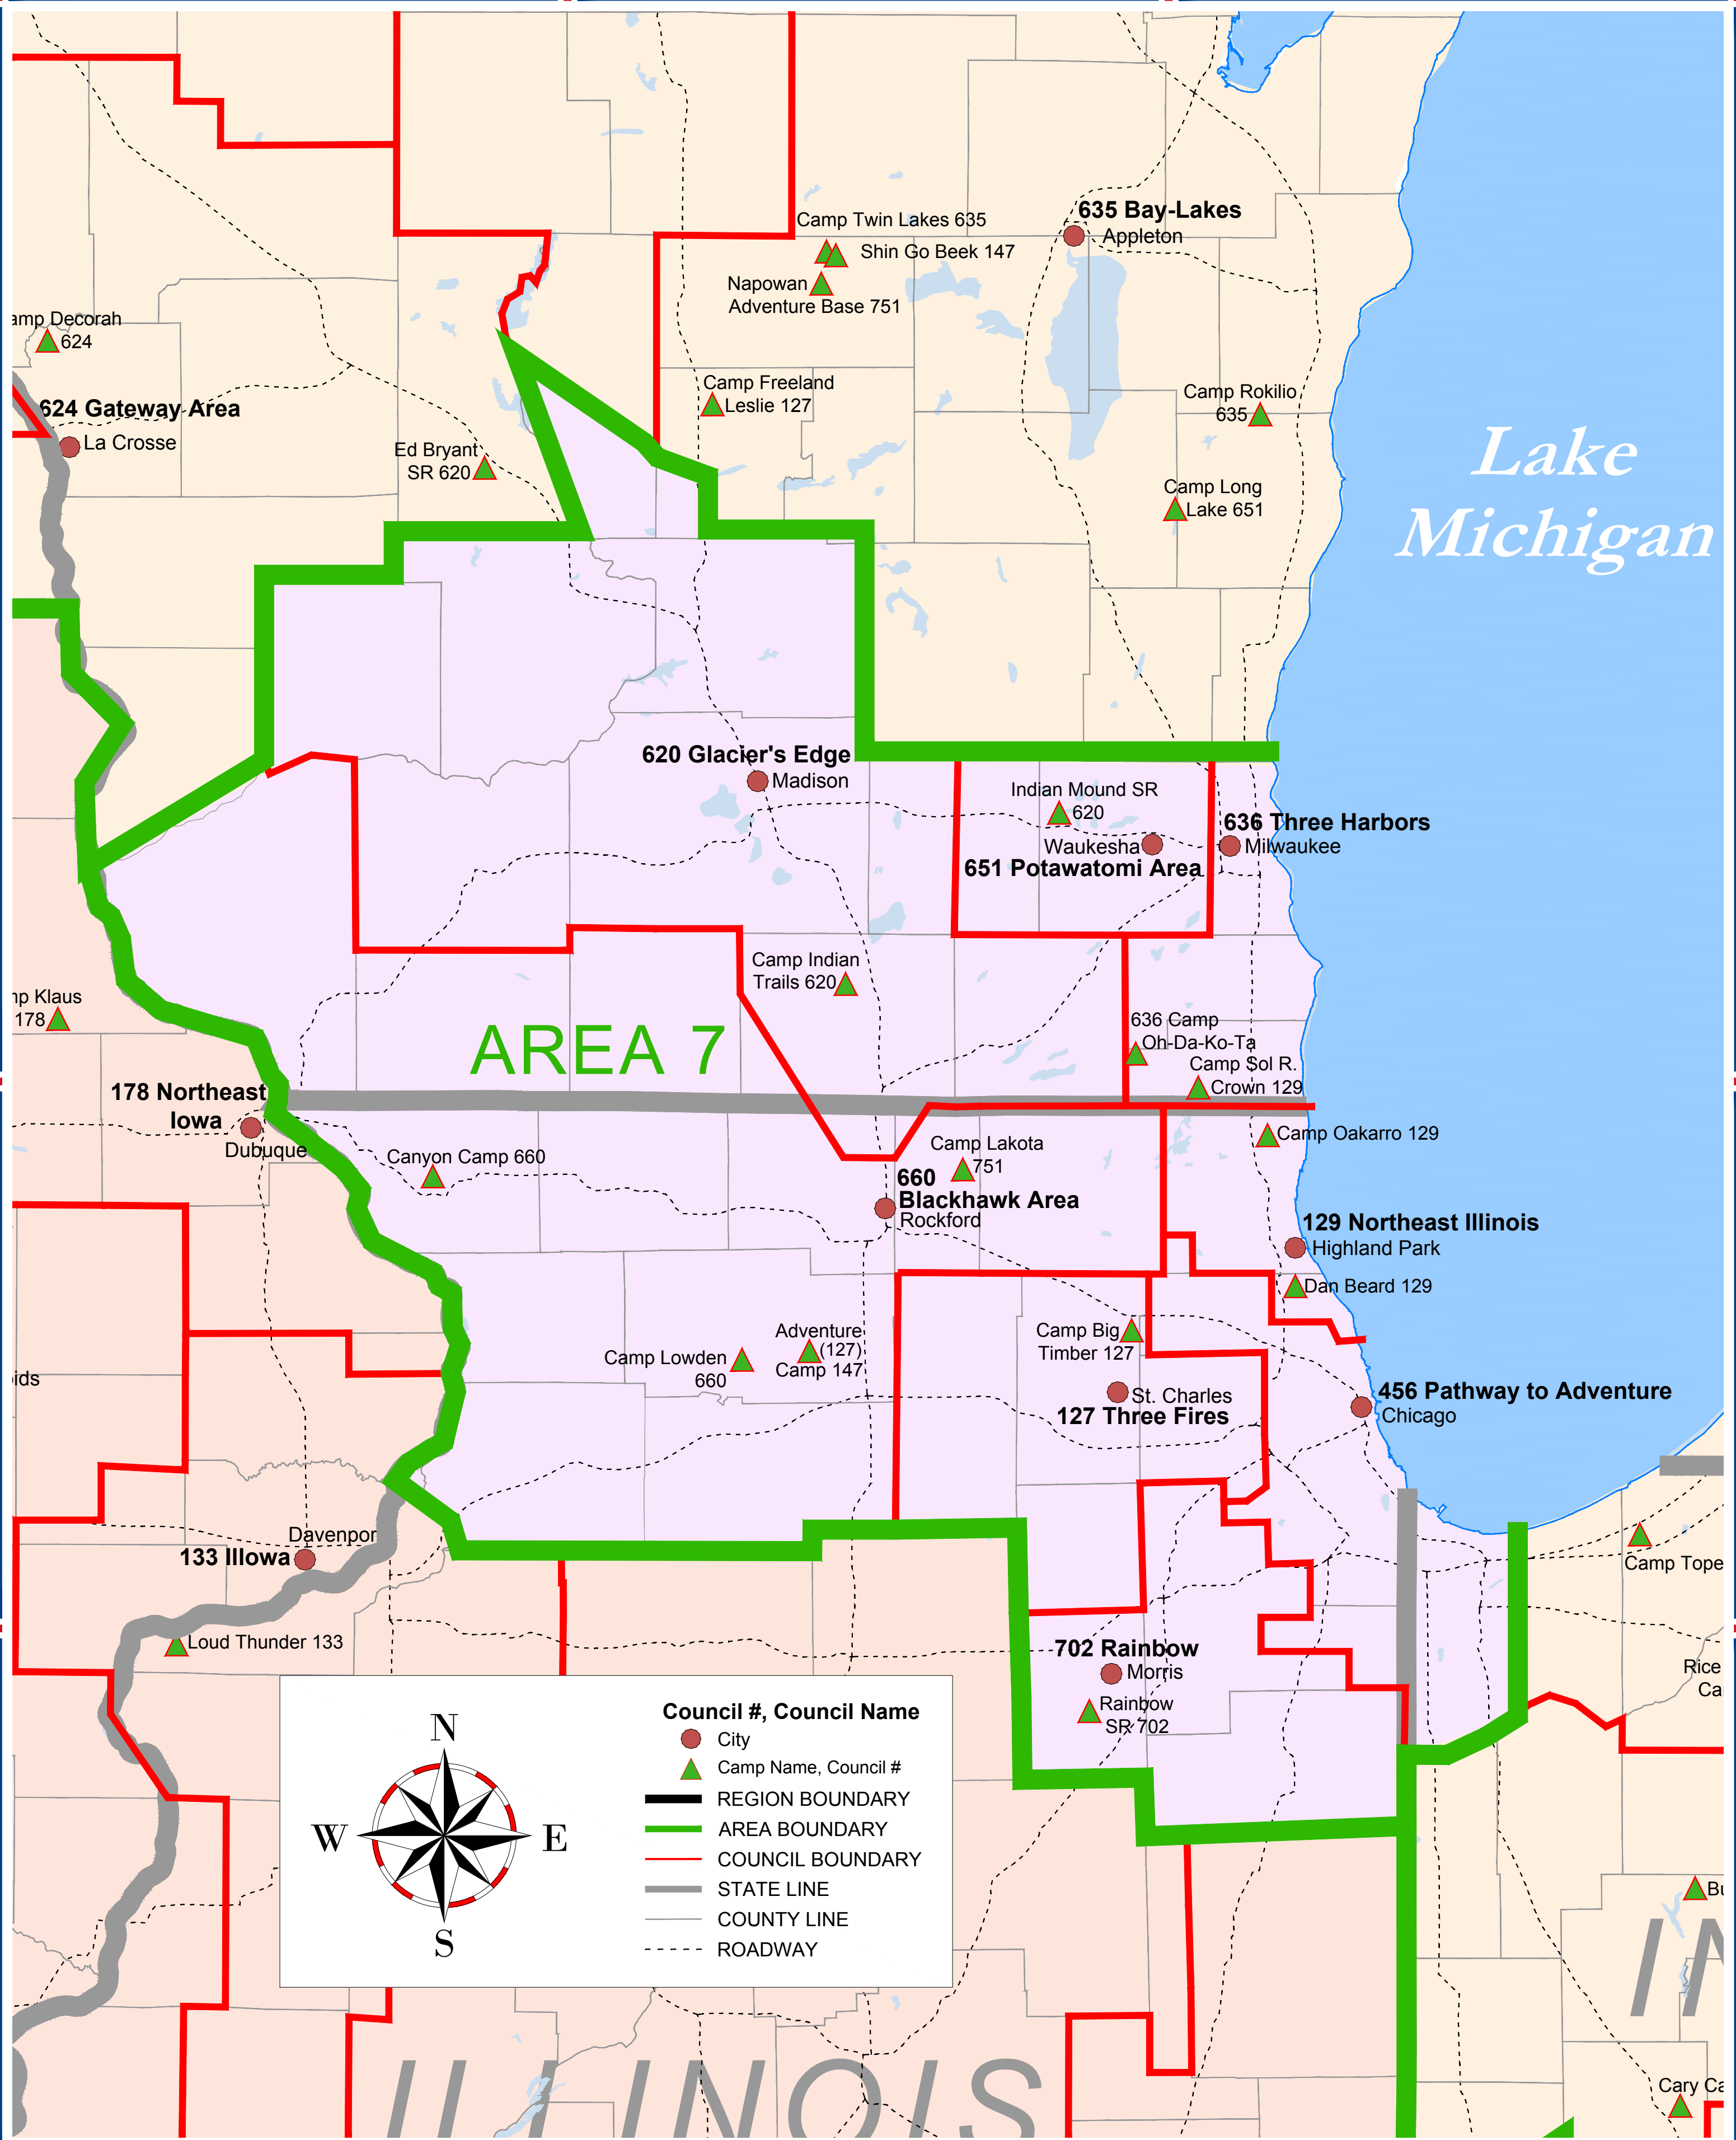 Camp Twin Lakes 635
Shin Go Beek 147
Napowan
Adventure Base 751
635 Bay-Lakes
Appleton
amp Decorah
624
624 Gateway Area
La Crosse
Camp Freeland
Leslie 127
Camp Rokilio
635
Ed Bryant
SR 620
Camp Long
Lake 651
Lake
Michigan
620 Glacier's Edge
Madison
Indian Mound SR
620
Waukesha
651 Potawatomi Area
636 Three Harbors
Milwaukee
Camp Indian
Trails 620
mp Klaus
178
AREA 7
636 Camp
Oh-Da-Ko-Ta
Camp Sol R.
Crown 129
178 Northeast
Iowa
Dubuque
Canyon Camp 660
Camp Lakota
751
Camp Oakarro 129
660
Blackhawk Area
Rockford
129 Northeast Illinois
Highland Park
Dan Beard 129
Camp Lowden
660
Adventure
(127)
Camp 147
Camp Big
Timber 127
St. Charles
127 Three Fires
456 Pathway to Adventure
Chicago
ids
Davenpor
133 Illowa
Loud Thunder 133
Camp Tope
702 Rainbow
Morris
Rainbow
SR 702
Rice
Ca
Council #, Council Name
City
Camp Name, Council #
REGION BOUNDARY
AREA BOUNDARY
COUNCIL BOUNDARY
STATE LINE
COUNTY LINE
ROADWAY
N
W
E
S
Bu
IN
ILLINOIS
Cary Ca